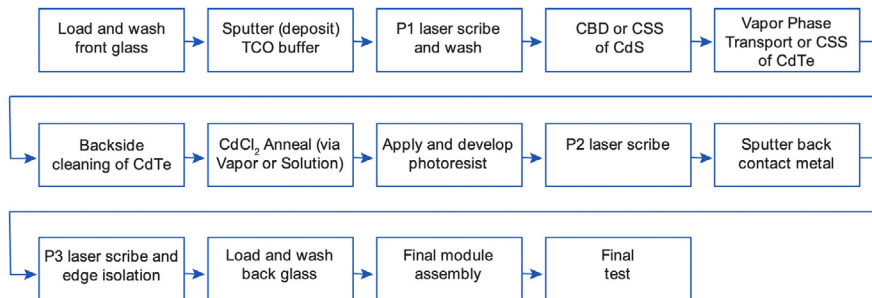 Load and wash
front glass
Sputter (deposit)
TCO buffer
P1 laser scribe
and wash
CBD or CSS
of CdS
Vapor Phase
Transport or CSS
of CdTe
Backside
cleaning of CdTe
CdCl₂ Anneal (via
Vapor or Solution)
Apply and develop
photoresist
P2 laser scribe
Sputter back
contact metal
P3 laser scribe and
edge isolation
Load and wash
back glass
Final module
assembly
Final
test